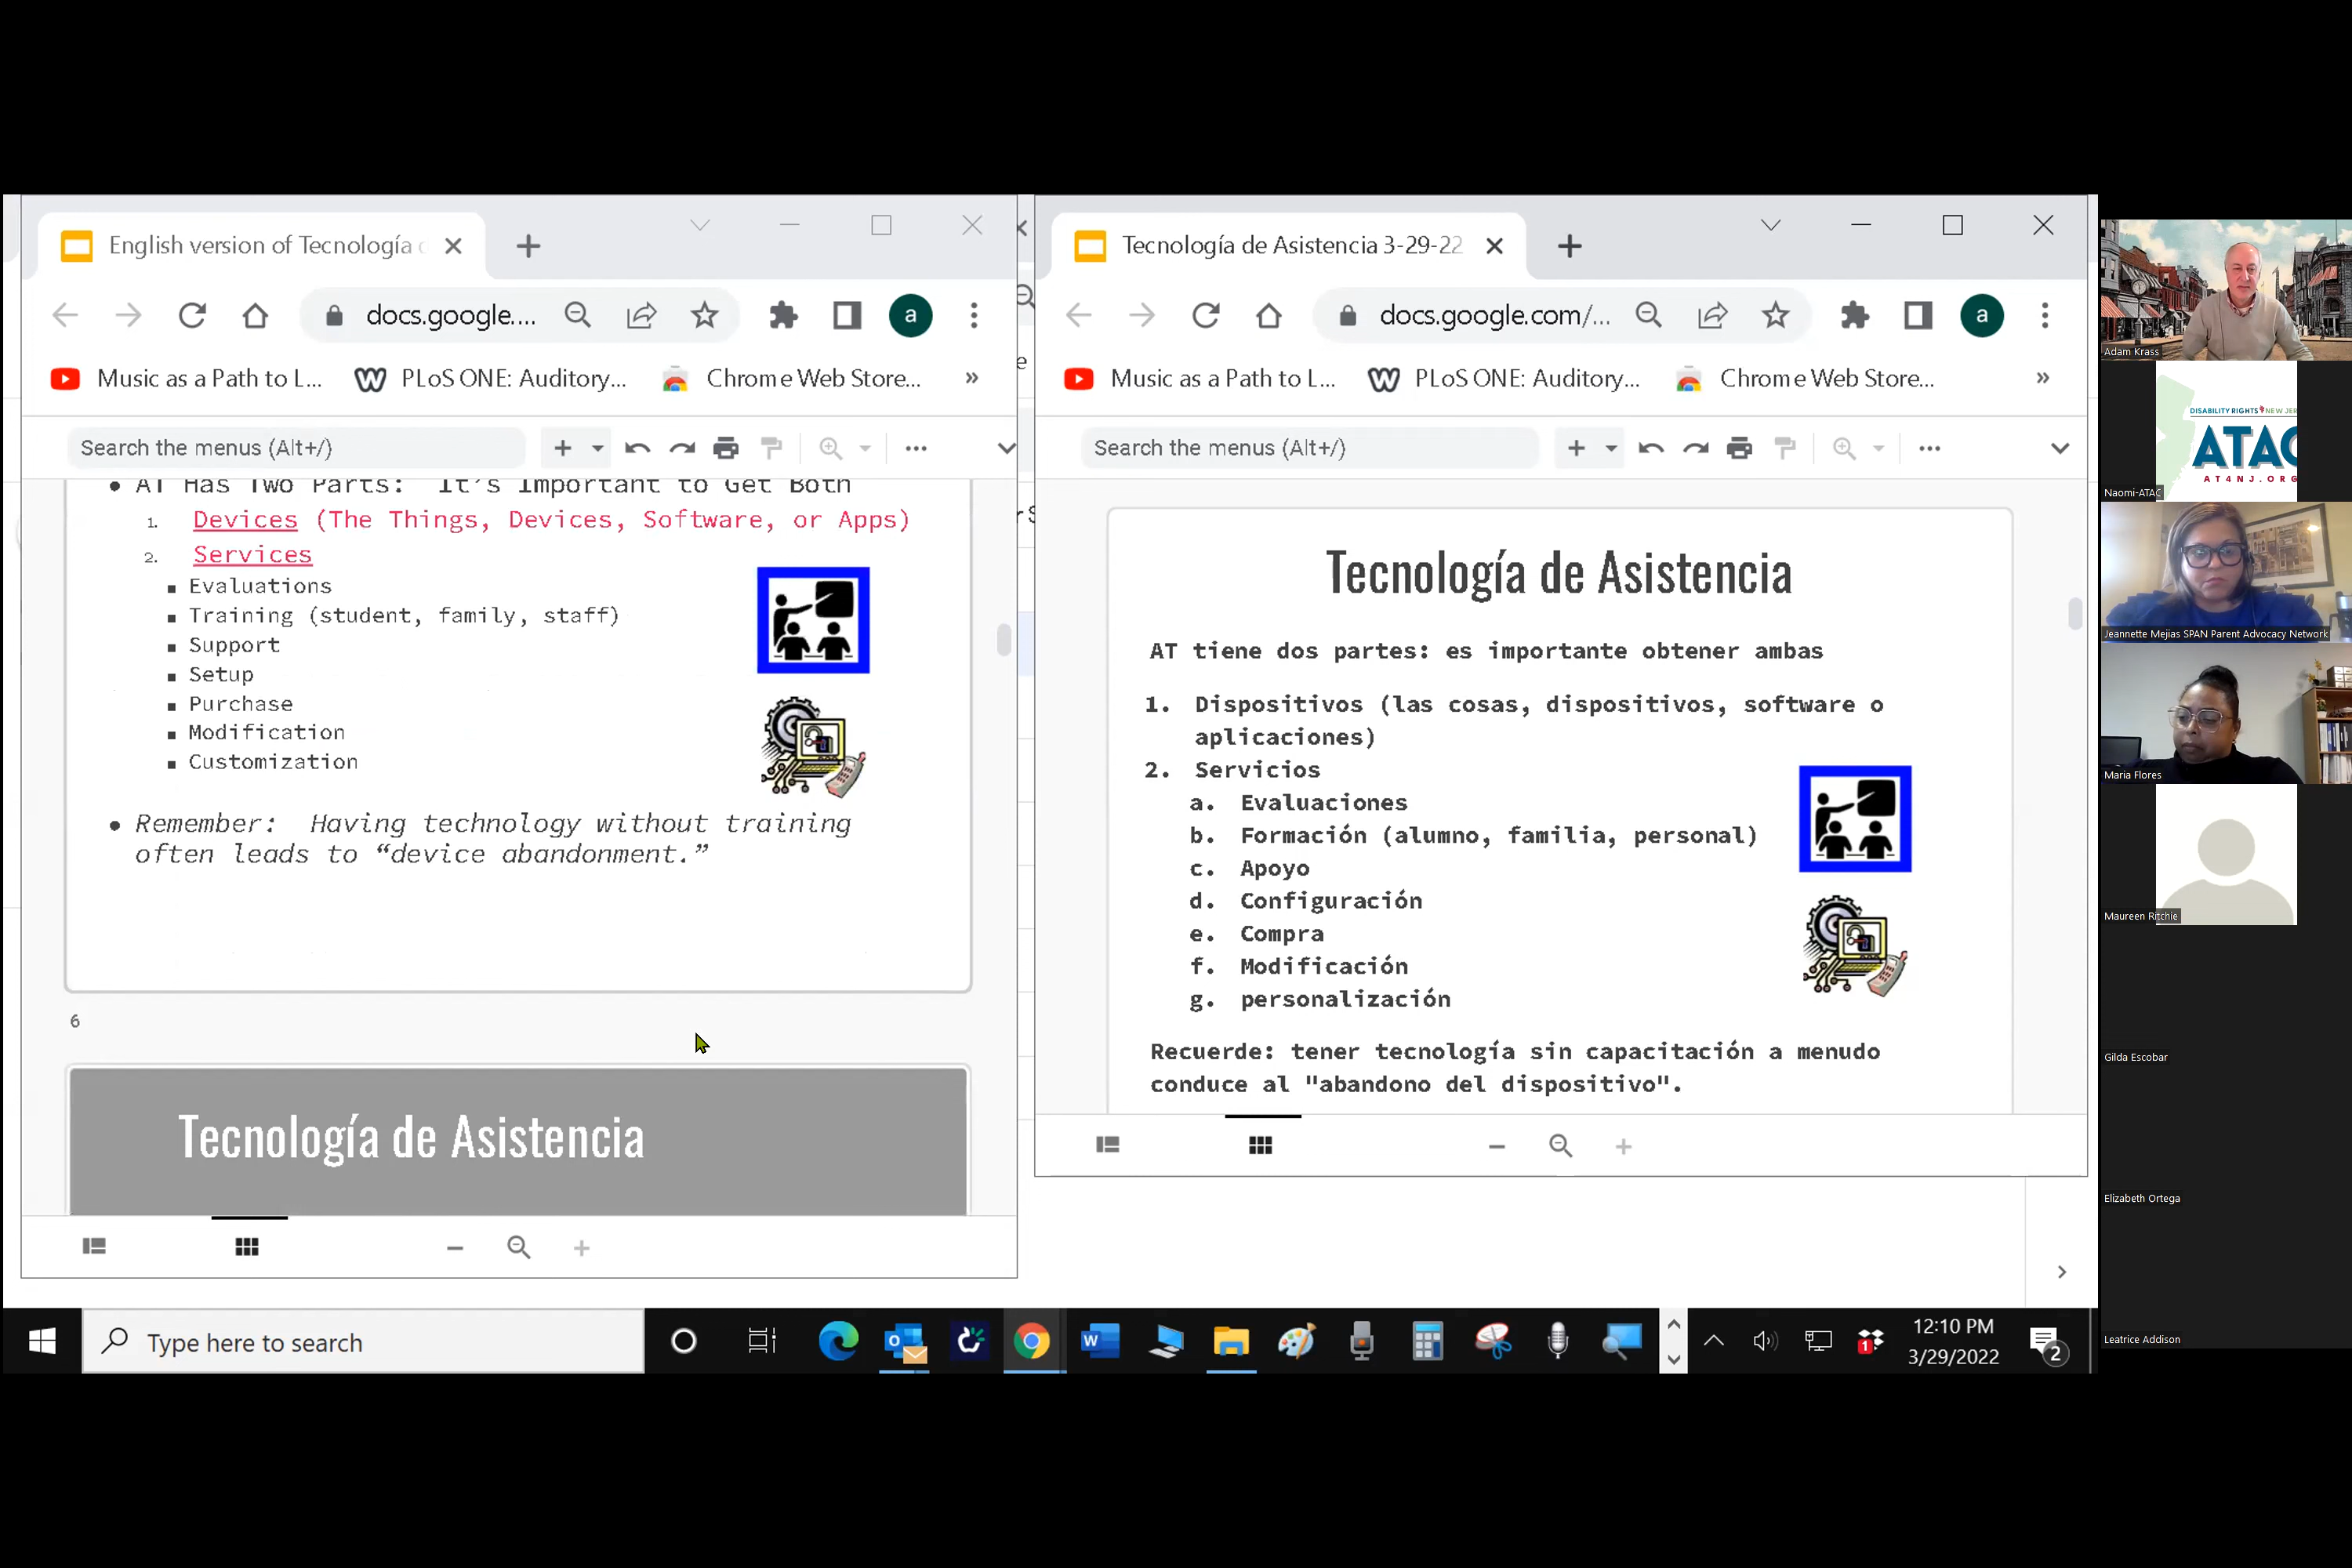 English version of Tecnología
docs.google....
Music as a Path to L...
PLoS ONE: Auditory...
Chrome Web Store...
»
Search the menus (Alt+/)
• AT Has Two Parts: It's Important to Get Both
1. Devices (The Things, Devices, Software, or Apps)
2. Services
▪ Evaluations
▪ Training (student, family, staff)
▪ Support
▪ Setup
▪ Purchase
▪ Modification
▪ Customization
• Remember: Having technology without training
often leads to “device abandonment.”
6
Tecnología de Asistencia
Tecnología de Asistencia 3-29-22
docs.google.com/...
Music as a Path to L...
PLoS ONE: Auditory...
Chrome Web Store...
»
Search the menus (Alt+/)
Tecnología de Asistencia
AT tiene dos partes: es importante obtener ambas
1. Dispositivos (las cosas, dispositivos, software o
aplicaciones)
2. Servicios
a. Evaluaciones
b. Formación (alumno, familia, personal)
c. Apoyo
d. Configuración
e. Compra
f. Modificación
g. personalización
Recuerde: tener tecnología sin capacitación a menudo
conduce al "abandono del dispositivo".
Type here to search
12:10 PM
3/29/2022
2
Adam Krass
DISABILITY RIGHTS NEW JER
ATAC
AT4NJ.ORG
Naomi-ATAC
Jeannette Mejias SPAN Parent Advocacy Network
Maria Flores
Maureen Ritchie
Gilda Escobar
Elizabeth Ortega
Leatrice Addison